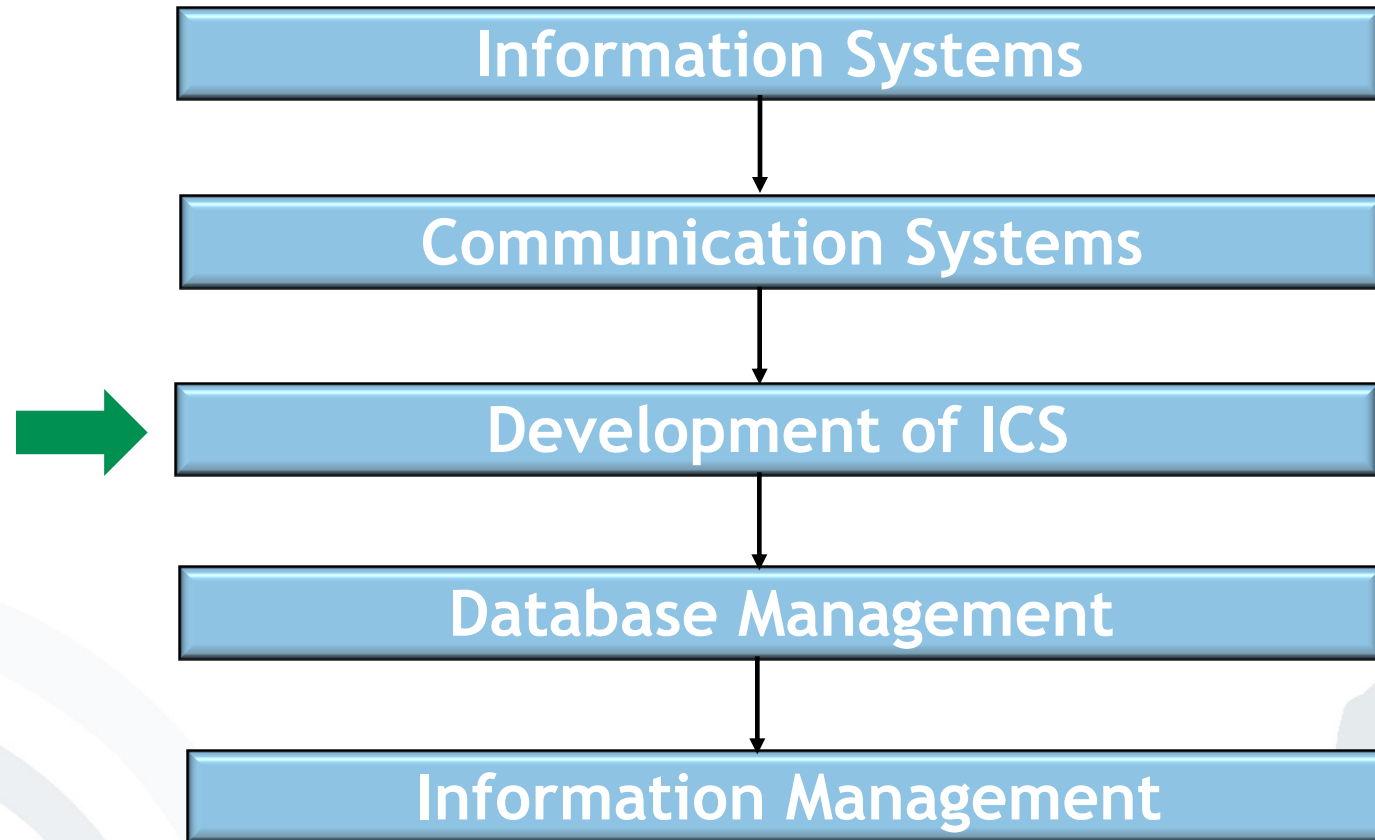 Information Systems
Communication Systems
Development of ICS
Database Management
Information Management